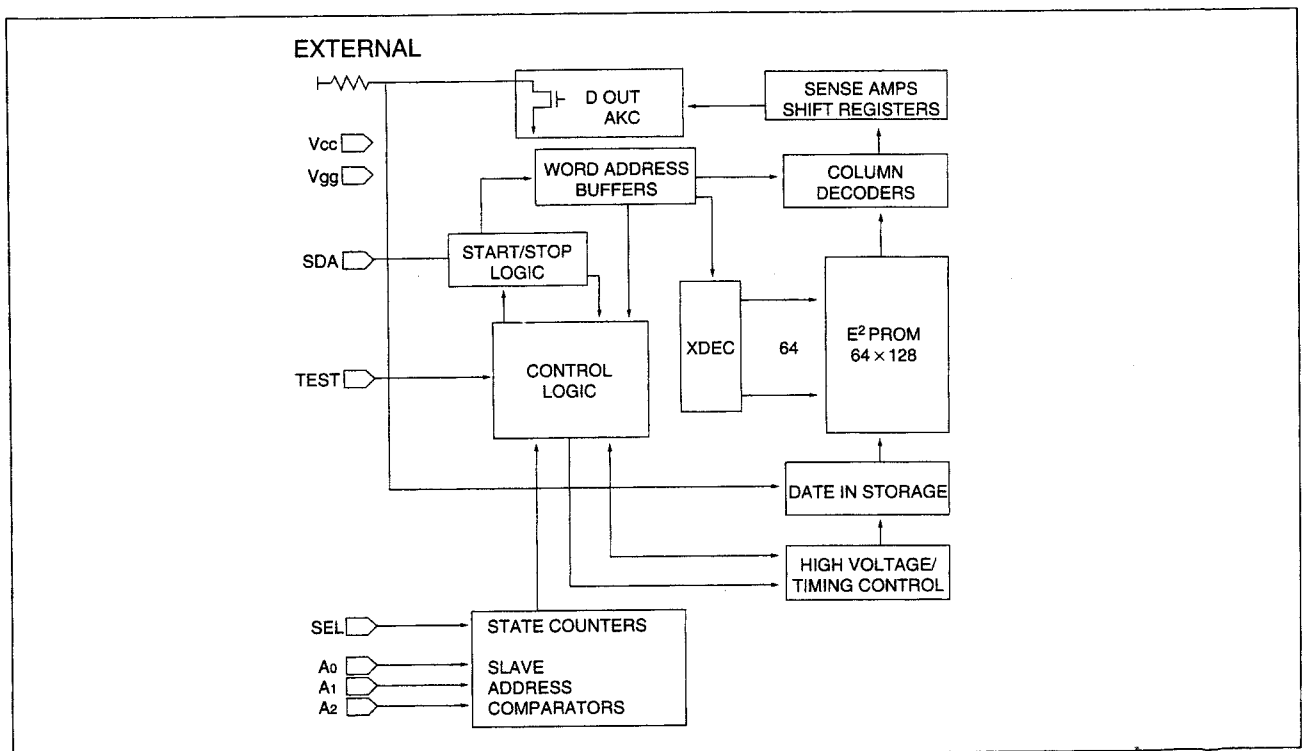 EXTERNAL
D OUT
AKC
SENSE AMPS
SHIFT REGISTERS
Vcc
Vgg
WORD ADDRESS
BUFFERS
COLUMN
DECODERS
SDA
START/STOP
LOGIC
XDEC
64
E² PROM
64 × 128
TEST
CONTROL
LOGIC
DATE IN STORAGE
HIGH VOLTAGE/
TIMING CONTROL
SEL
STATE COUNTERS
A0
SLAVE
A1
ADDRESS
A2
COMPARATORS